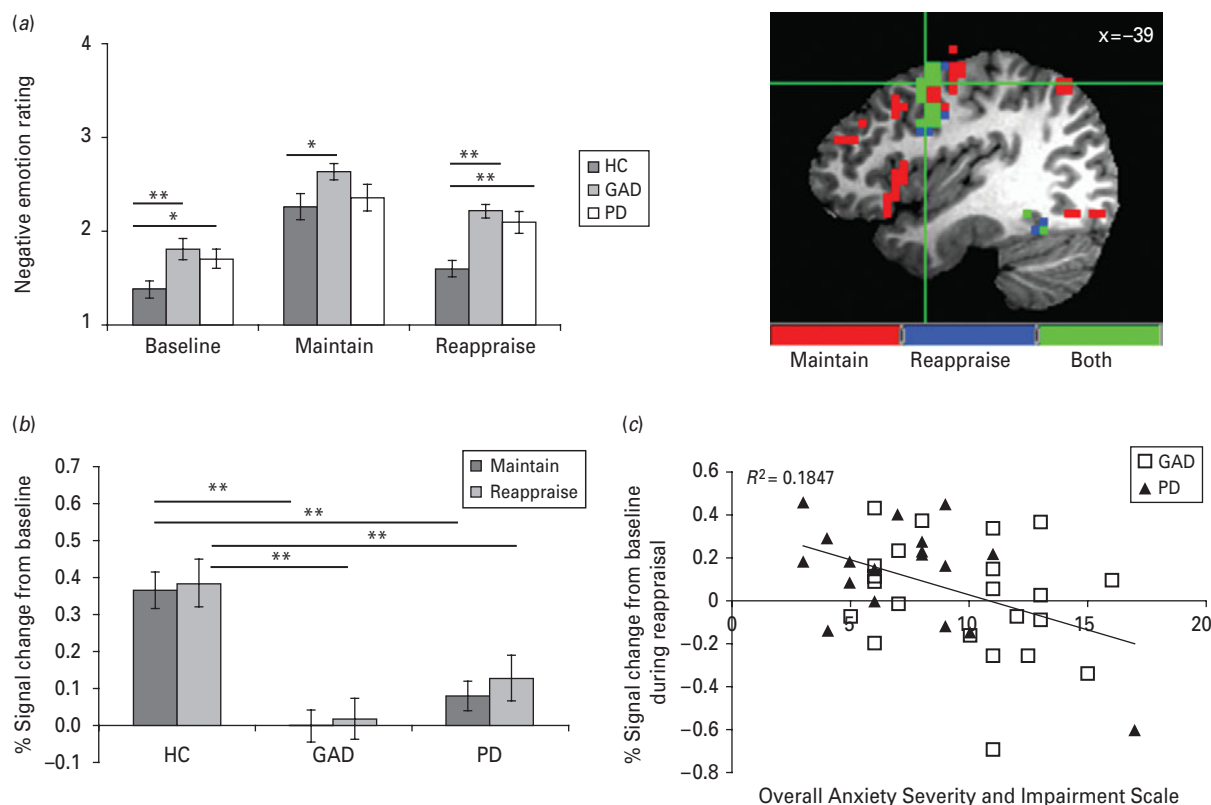 (a)
Negative emotion rating
4
3
2
1
** * * ** **
Baseline Maintain Reappraise
HC
GAD
PD
x=–39
Maintain Reappraise Both
(b)
% Signal change from baseline
0.7
0.6
0.5
0.4
0.3
0.2
0.1
0.0
–0.1
** ** ** **
HC GAD PD
Maintain
Reappraise
(c)
% Signal change from baseline
during reappraisal
0.6
0.4
0.2
0
–0.2
–0.4
–0.6
–0.8
R² = 0.1847
0 5 10 15 20
GAD
PD
Overall Anxiety Severity and Impairment Scale